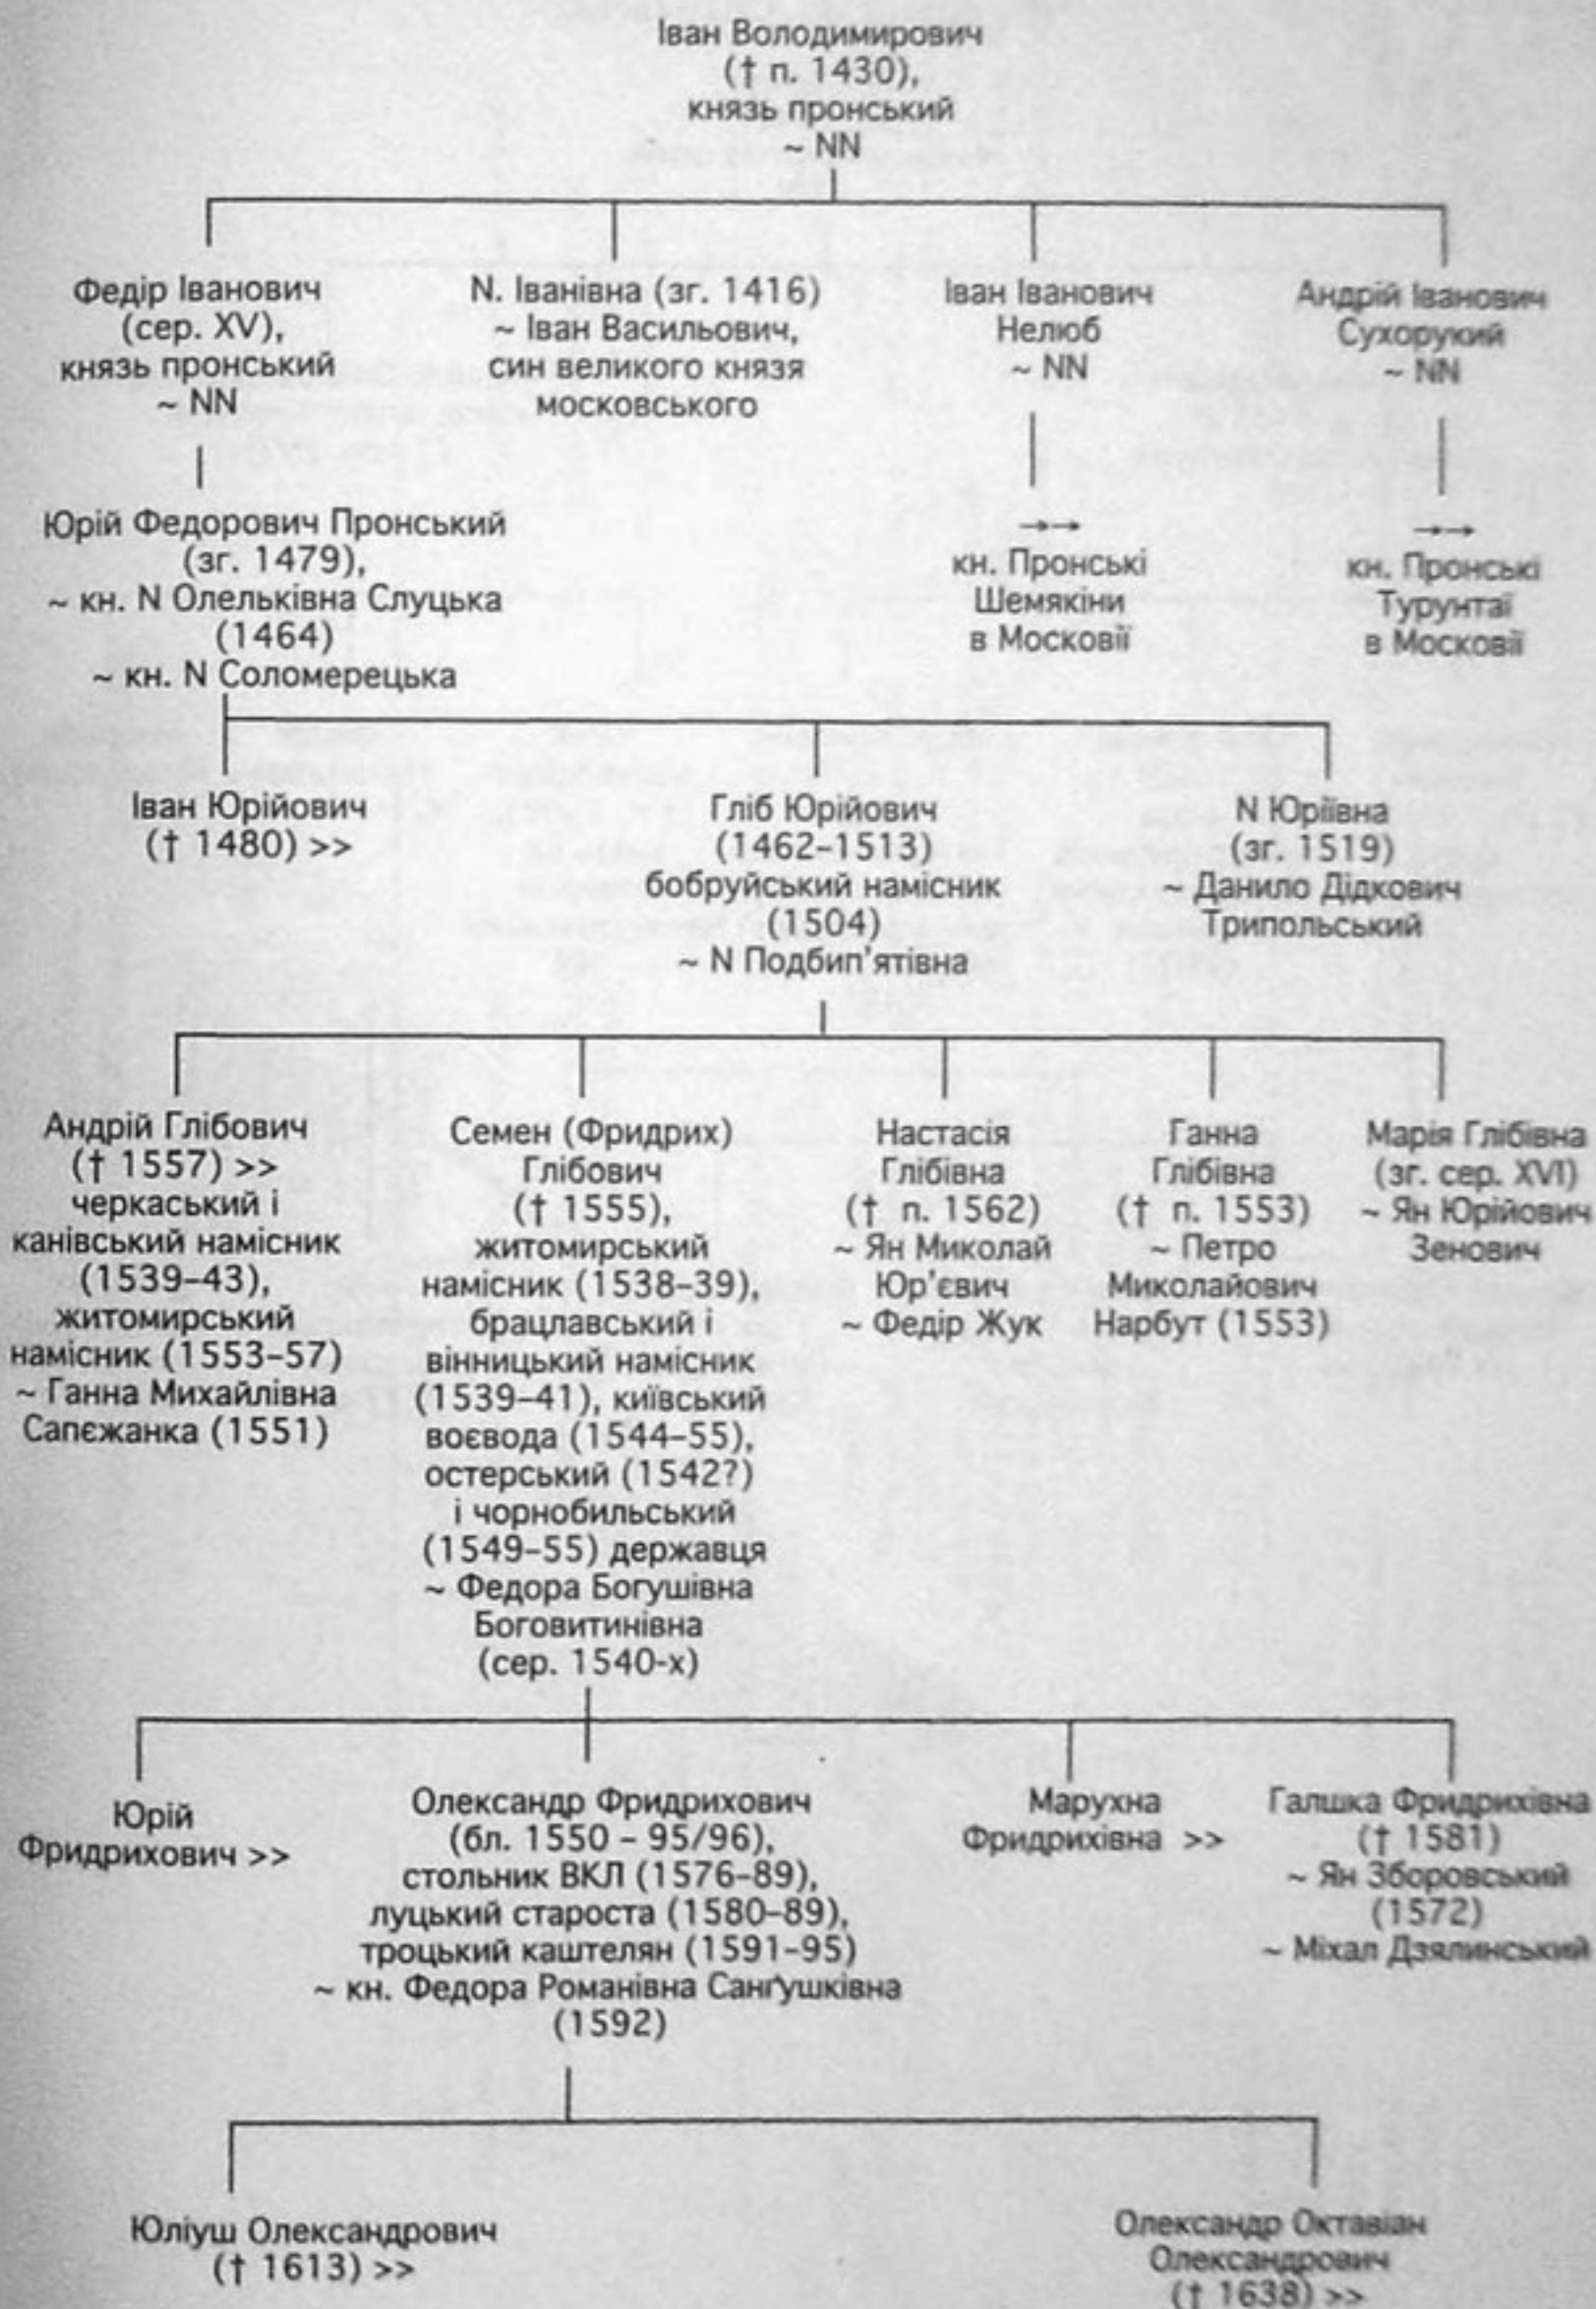 Іван Володимирович
(† п. 1430),
князь пронський
~ NN
Федір Іванович
(сер. XV),
князь пронський
~ NN
N. Іванівна (зг. 1416)
~ Іван Васильович,
син великого князя
московського
Іван Іванович
Нелюб
~ NN
Андрій Іванович
Сухорукий
~ NN
Юрій Федорович Пронський
(зг. 1479),
~ кн. N Олельківна Слуцька
(1464)
~ кн. N Соломерецька
→→
кн. Пронські
Шемякіни
в Московії
→→
кн. Пронські
Турунтаї
в Московії
Іван Юрійович
(† 1480) >>
Гліб Юрійович
(1462–1513)
бобруйський намісник
(1504)
~ N Подбип'ятівна
N Юріївна
(зг. 1519)
~ Данило Дідкович
Трипольський
Андрій Глібович
(† 1557) >>
черкаський і
канівський намісник
(1539–43),
житомирський
намісник (1553–57)
~ Ганна Михайлівна
Сапєжанка (1551)
Семен (Фридрих)
Глібович
(† 1555),
житомирський
намісник (1538–39),
брацлавський і
вінницький намісник
(1539–41), київський
воєвода (1544–55),
остерський (1542?)
і чорнобильський
(1549–55) державця
~ Федора Богушівна
Боговитинівна
(сер. 1540-х)
Настасія
Глібівна
(† п. 1562)
~ Ян Миколай
Юр'євич
~ Федір Жук
Ганна
Глібівна
(† п. 1553)
~ Петро
Миколайович
Нарбут (1553)
Марія Глібівна
(зг. сер. XVI)
~ Ян Юрійович
Зенович
Юрій
Фридрихович >>
Олександр Фридрихович
(бл. 1550 – 95/96),
стольник ВКЛ (1576–89),
луцький староста (1580–89),
троцький каштелян (1591–95)
~ кн. Федора Романівна Санґушківна
(1592)
Марухна
Фридрихівна >>
Галшка Фридрихівна
(† 1581)
~ Ян Зборовський
(1572)
~ Міхал Дзялинський
Юліуш Олександрович
(† 1613) >>
Олександр Октавіан
Олександрович
(† 1638) >>